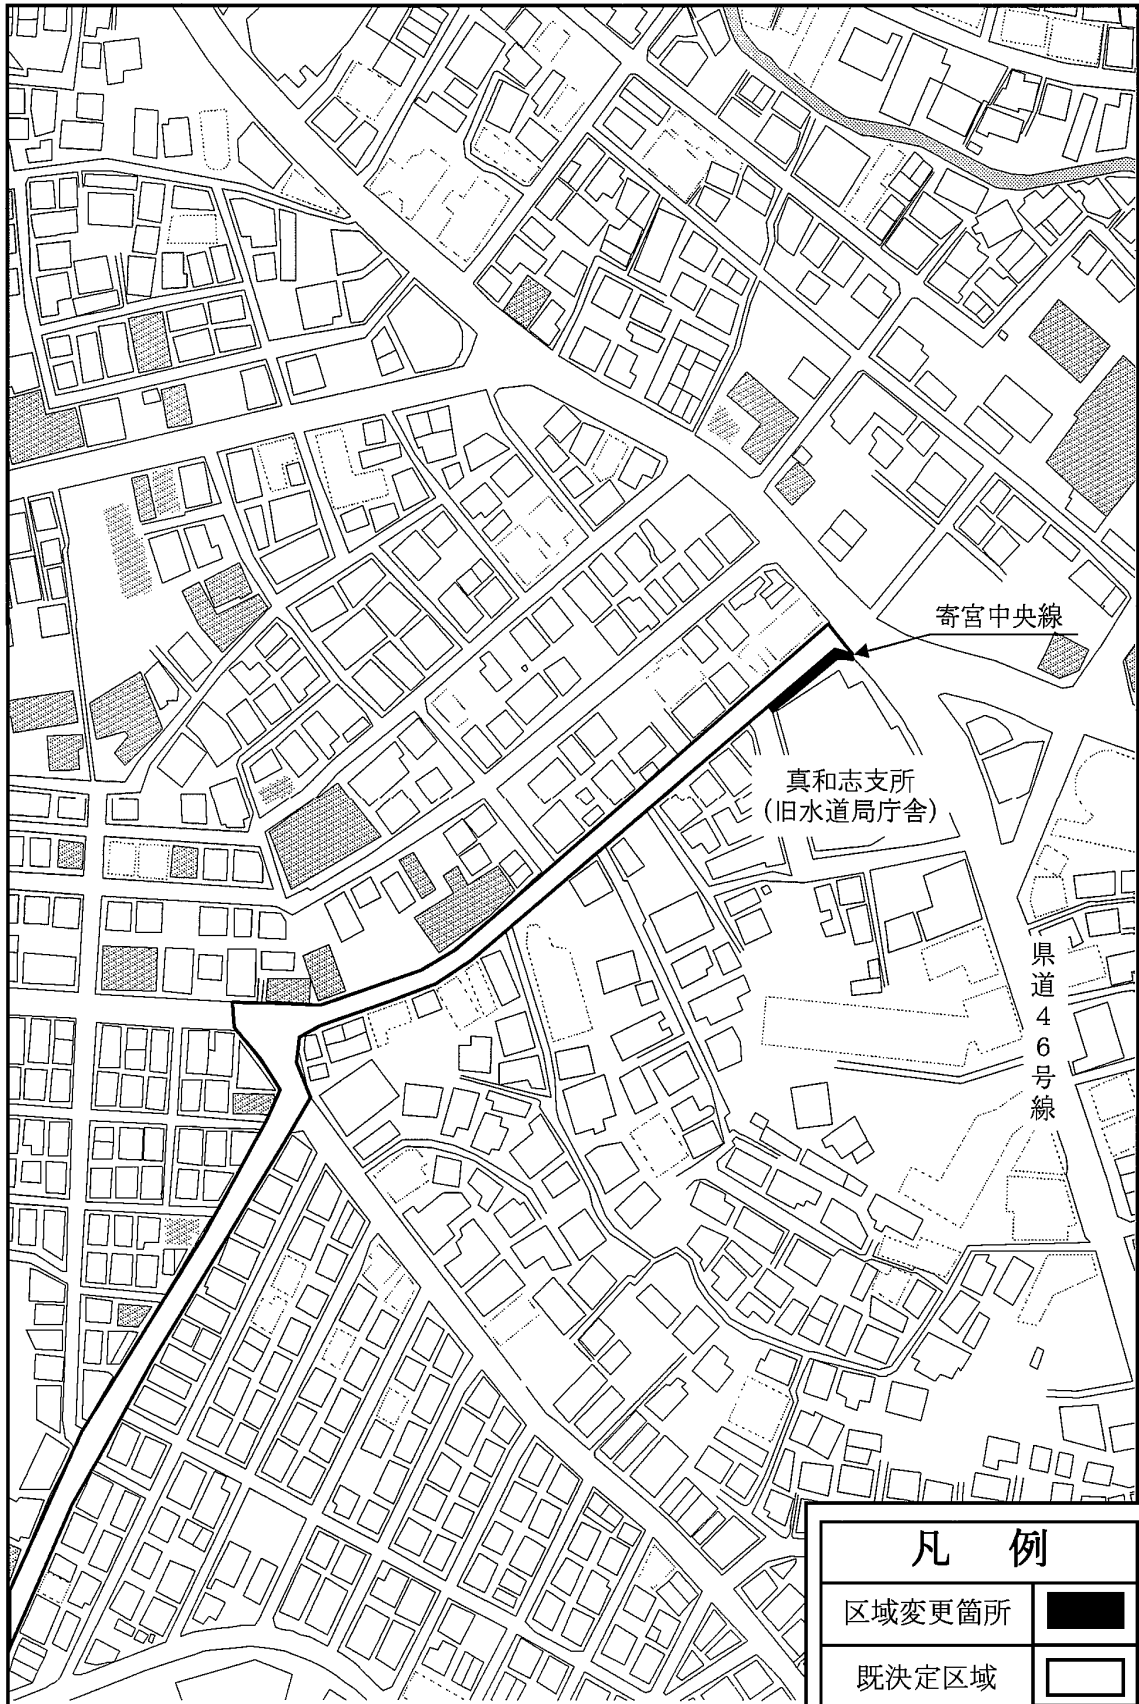 寄宮中央線
真和志支所
(旧水道局庁舎)
県道46号線
凡 例
区域変更箇所
既決定区域